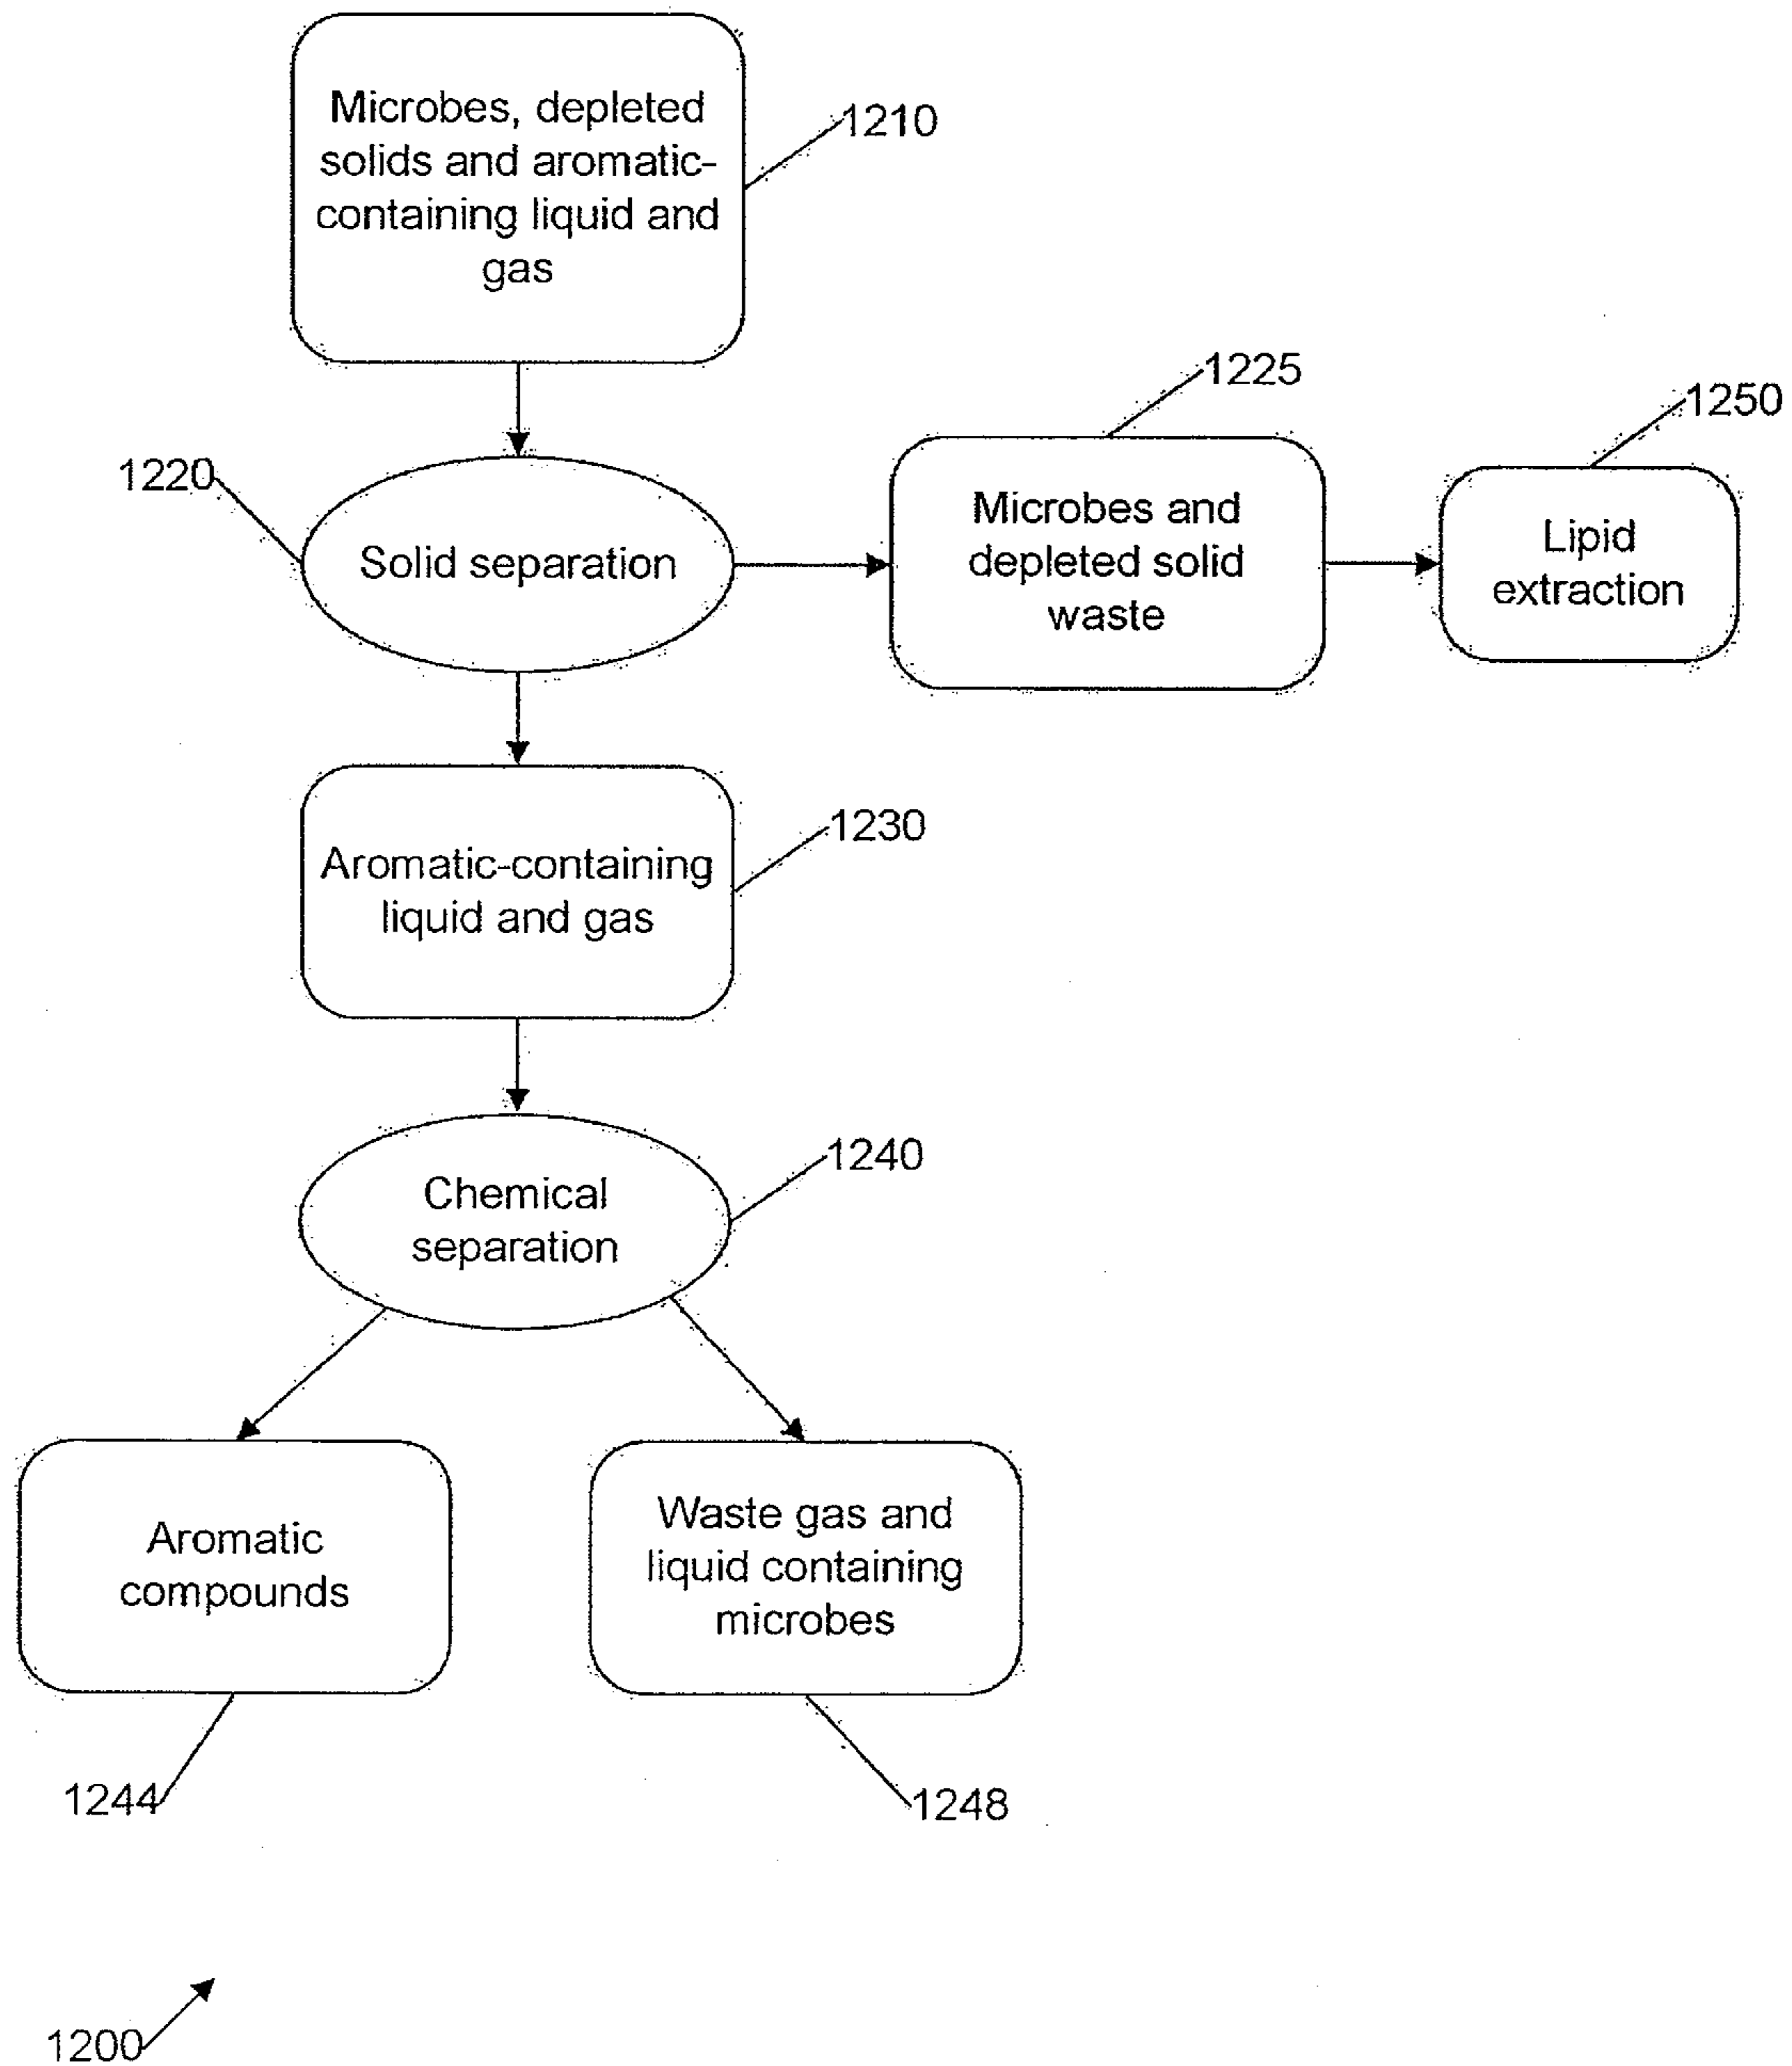 Microbes, depleted
solids and aromatic-
containing liquid and
gas
1210
1225
1250
1220
Solid separation
Microbes and
depleted solid
waste
Lipid
extraction
1230
Aromatic-containing
liquid and gas
1240
Chemical
separation
Aromatic
compounds
Waste gas and
liquid containing
microbes
1244
1248
1200